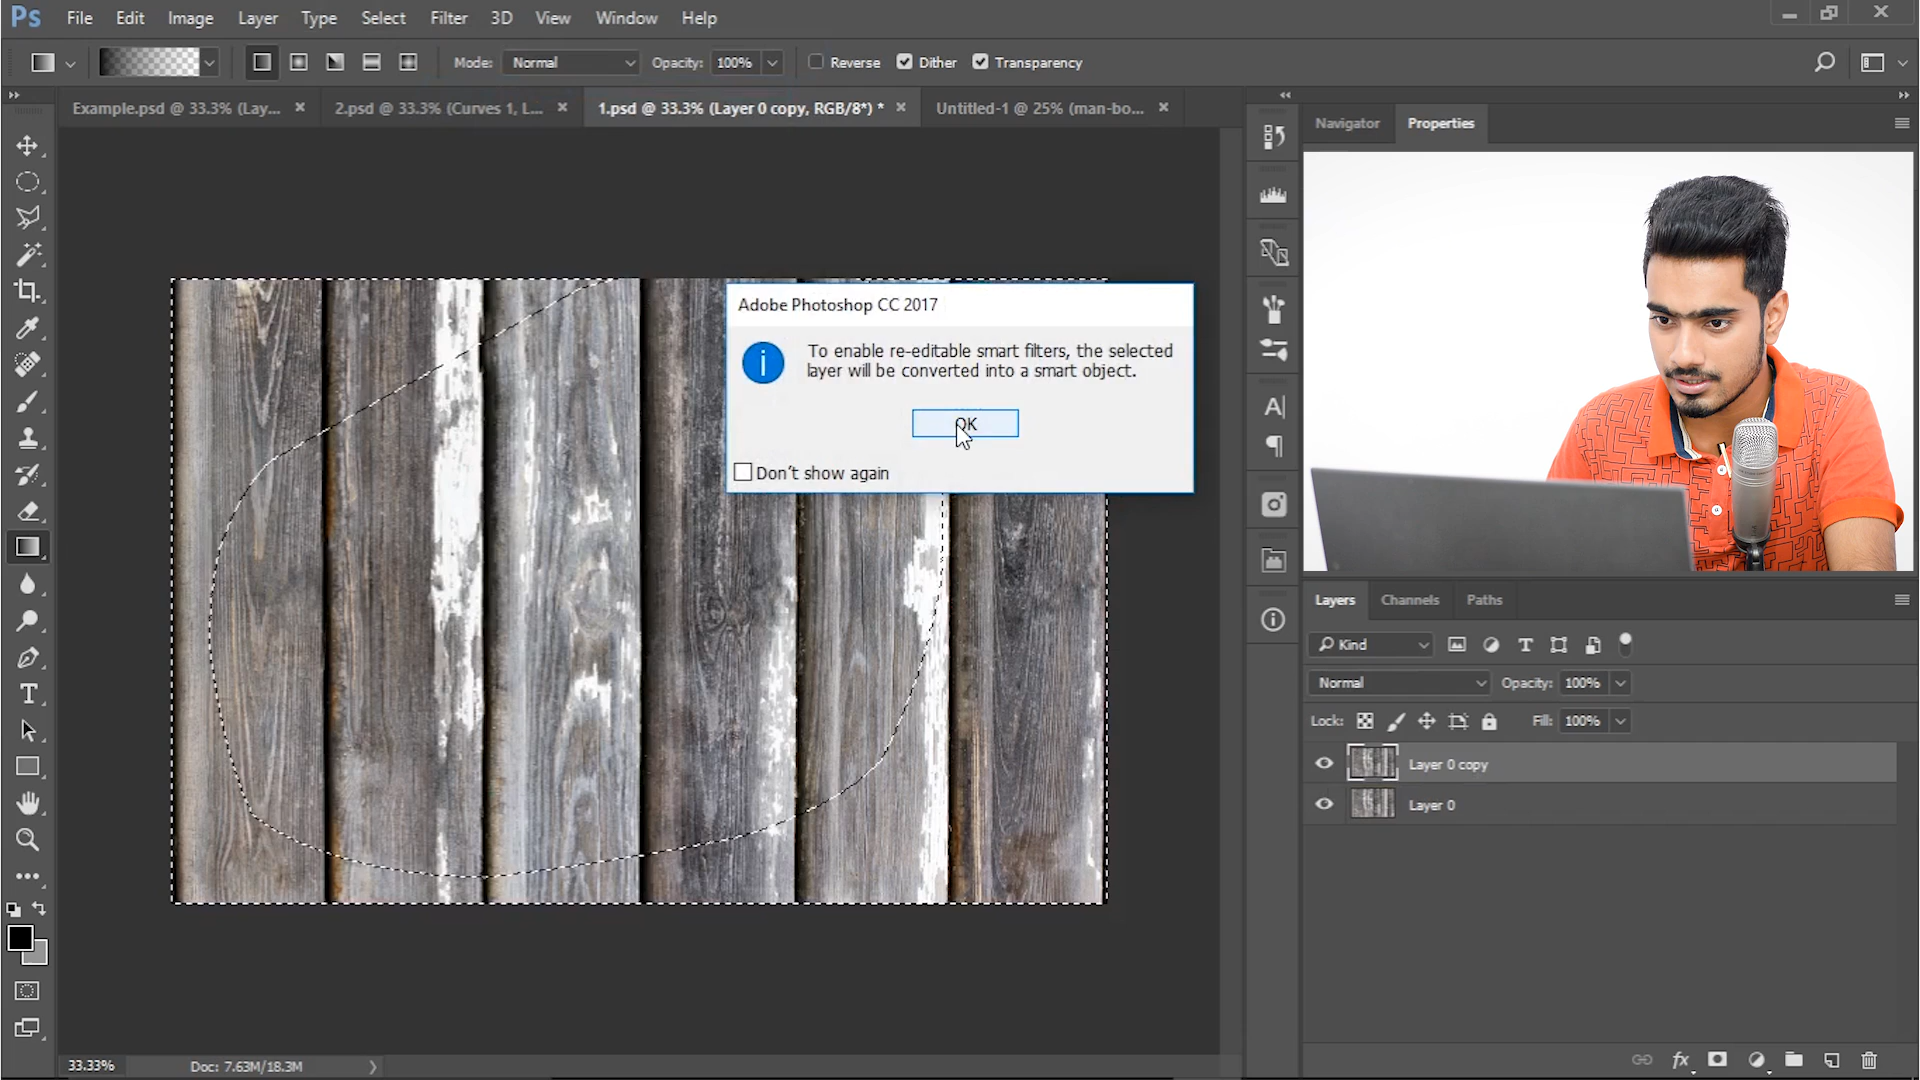 Ps File Edit Image Layer Type Select Filter 3D View Window Help
Mode: Normal Opacity: 100% Reverse Dither Transparency
Example.psd @ 33.3% (Lay... × 2.psd @ 33.3% (Curves 1, L... × 1.psd @ 33.3% (Layer 0 copy, RGB/8*) * × Untitled-1 @ 25% (man-bo... ×
Navigator Properties
Adobe Photoshop CC 2017
To enable re-editable smart filters, the selected
layer will be converted into a smart object.
OK
Don't show again
Layers Channels Paths
Kind
Normal Opacity: 100%
Lock: Fill: 100%
Layer 0 copy
Layer 0
33.33% Doc: 7.63M/18.3M
fx